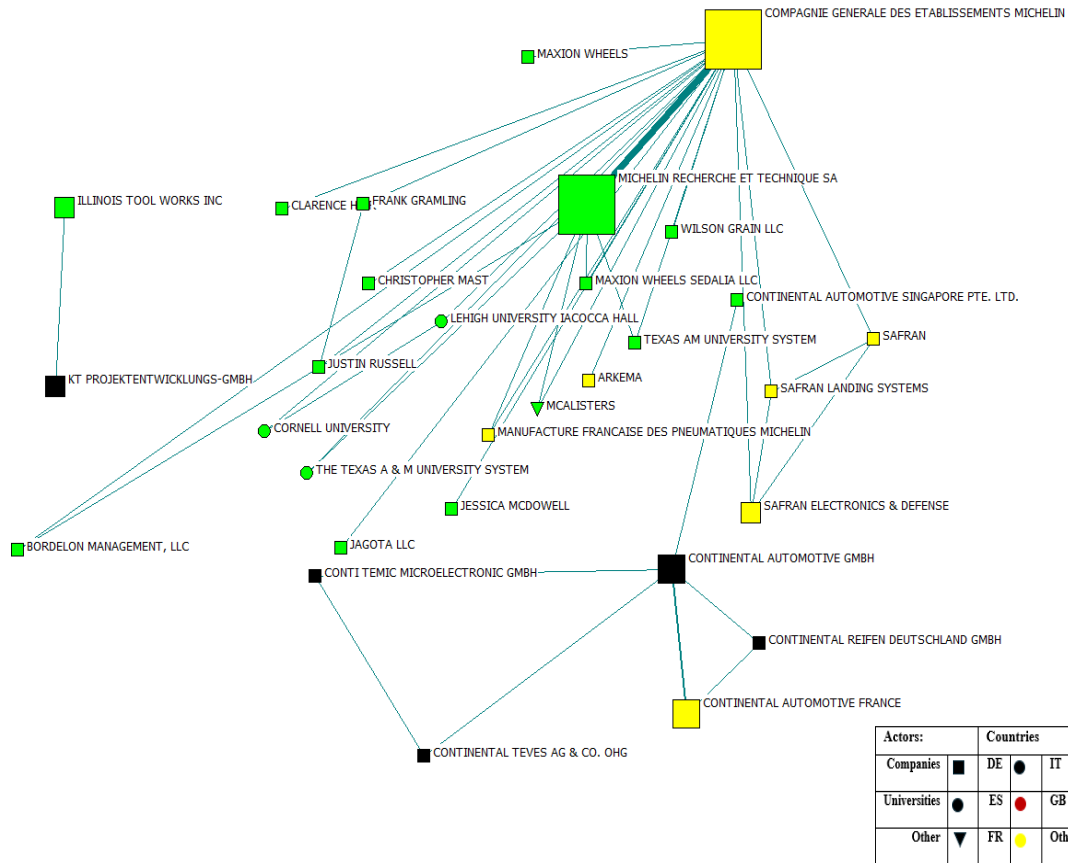 COMPAGNIE GENERALE DES ETABLISSEMENTS MICHELIN
MAXION WHEELS
MICHELIN RECHERCHE ET TECHNIQUE SA
ILLINOIS TOOL WORKS INC
CLARENCE
FRANK GRAMLING
WILSON GRAIN LLC
CHRISTOPHER MAST
MAXION WHEELS SEDALIA LLC
CONTINENTAL AUTOMOTIVE SINGAPORE PTE. LTD.
LEHIGH UNIVERSITY IACOCCA HALL
TEXAS AM UNIVERSITY SYSTEM
SAFRAN
JUSTIN RUSSELL
ARKEMA
KT PROJEKTENTWICKLUNGS-GMBH
SAFRAN LANDING SYSTEMS
MCALISTERS
CORNELL UNIVERSITY
MANUFACTURE FRANCAISE DES PNEUMATIQUES MICHELIN
THE TEXAS A & M UNIVERSITY SYSTEM
JESSICA MCDOWELL
SAFRAN ELECTRONICS & DEFENSE
BORDELON MANAGEMENT, LLC
JAGOTA LLC
CONTINENTAL AUTOMOTIVE GMBH
CONTI TEMIC MICROELECTRONIC GMBH
CONTINENTAL REIFEN DEUTSCHLAND GMBH
CONTINENTAL AUTOMOTIVE FRANCE
CONTINENTAL TEVES AG & CO. OHG
Actors: Countries
Companies DE IT
Universities ES GB
Other FR Oth